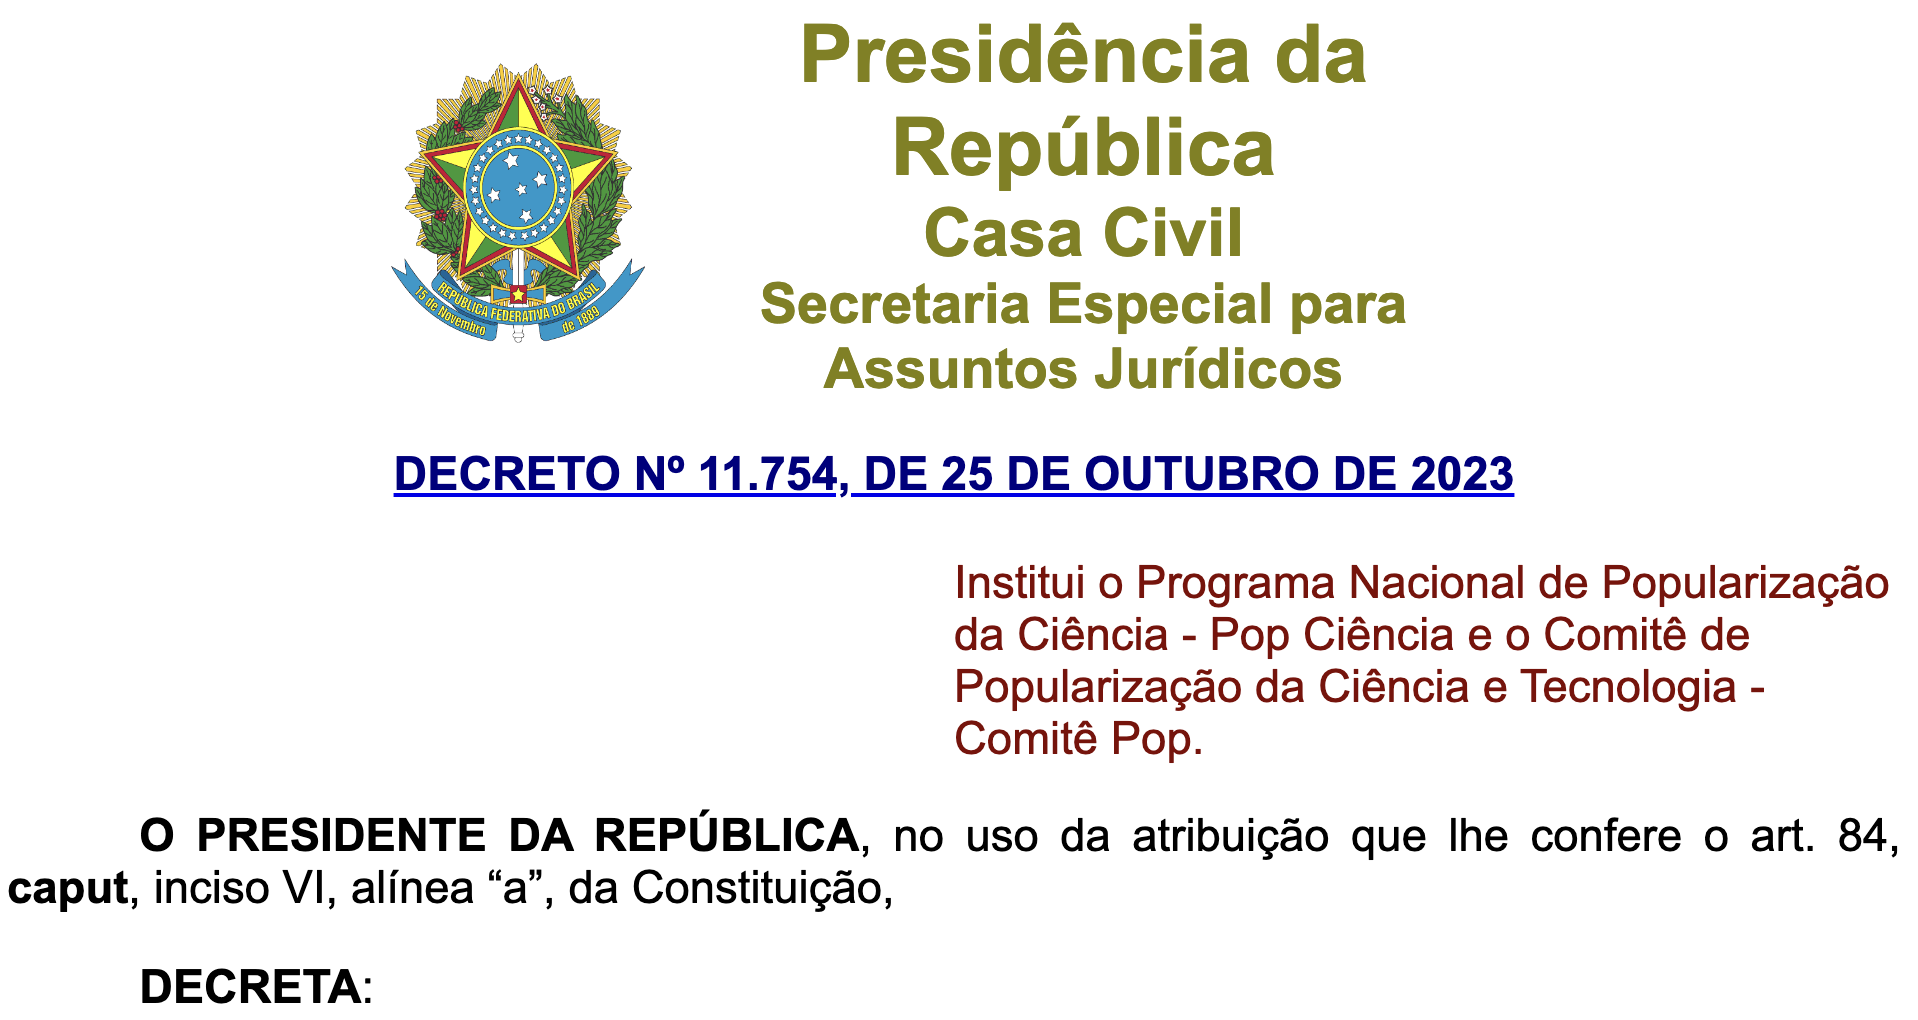 Presidência da
República
Casa Civil
Secretaria Especial para
Assuntos Jurídicos
REPÚBLICA FEDERATIVA DO BRASIL
15 de Novembro
de 1889
DECRETO Nº 11.754, DE 25 DE OUTUBRO DE 2023
Institui o Programa Nacional de Popularização
da Ciência - Pop Ciência e o Comitê de
Popularização da Ciência e Tecnologia -
Comitê Pop.
O PRESIDENTE DA REPÚBLICA, no uso da atribuição que lhe confere o art. 84,
caput, inciso VI, alínea “a”, da Constituição,
DECRETA: